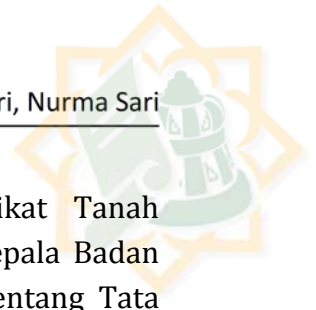 ri, Nurma Sari
ikat Tanah
epala Badan
entang Tata